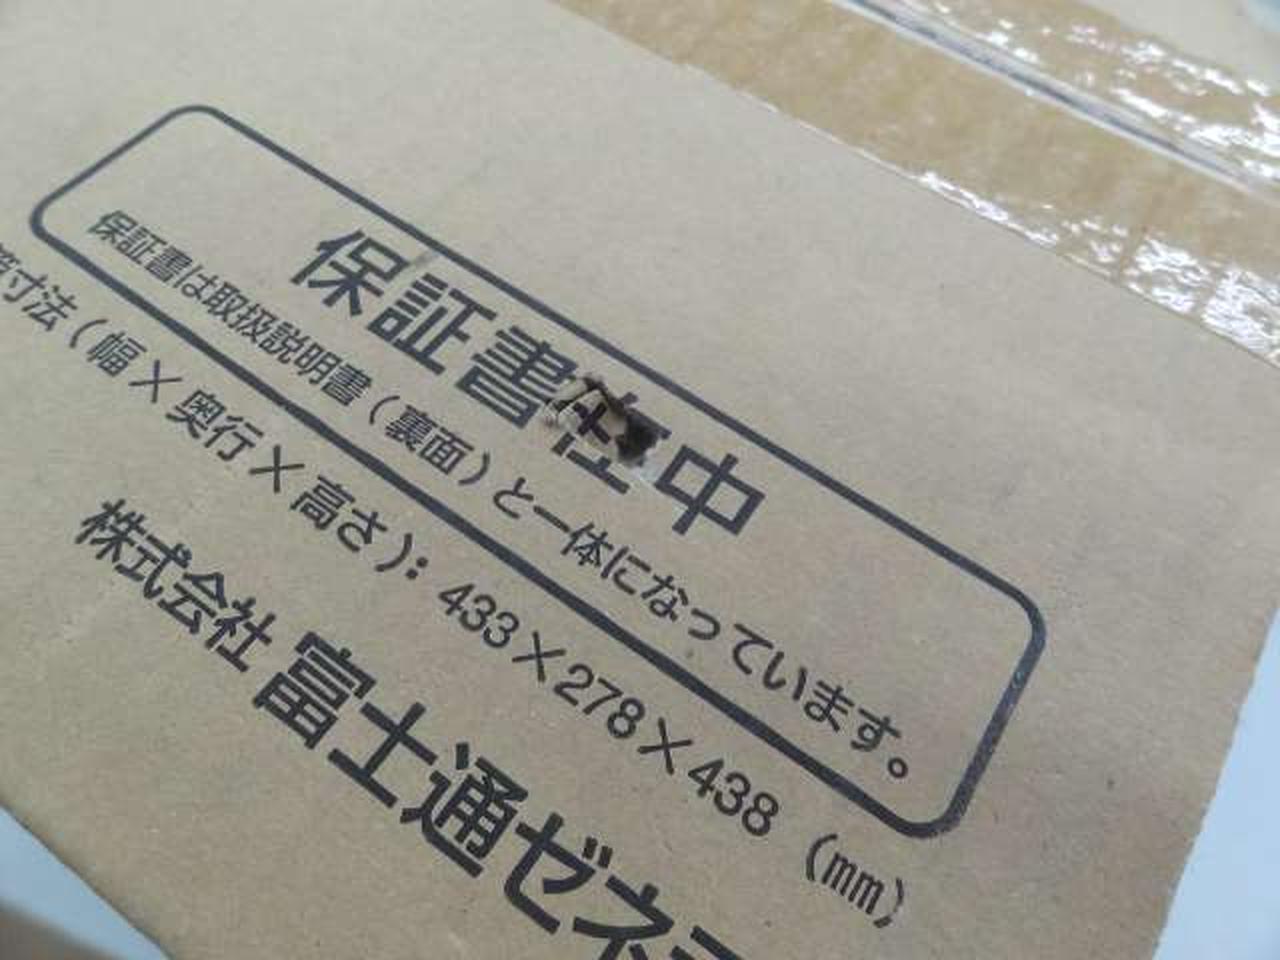 保証書在中
保証書は取扱説明書(裏面)と一体になっています。
寸法(幅×奥行×高さ):433×278×438(mm)
株式会社富士通ゼネ